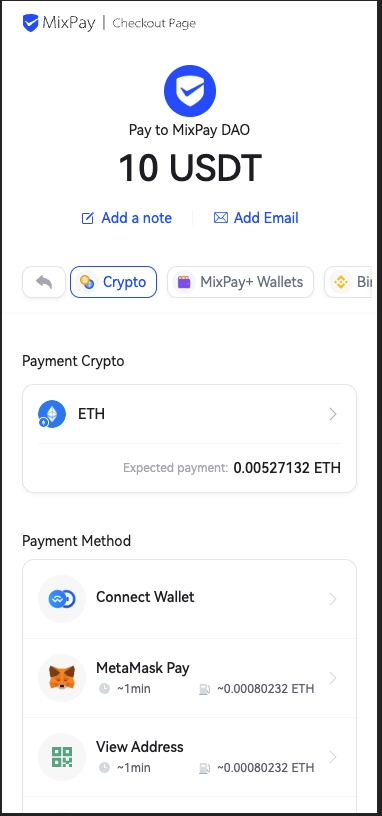 MixPay | Checkout Page
Pay to MixPay DAO
10 USDT
Add a note Add Email
Crypto MixPay+ Wallets Bi
Payment Crypto
ETH
Expected payment: 0.00527132 ETH
Payment Method
Connect Wallet
MetaMask Pay
~1min ~0.00080232 ETH
View Address
~1min ~0.00080232 ETH